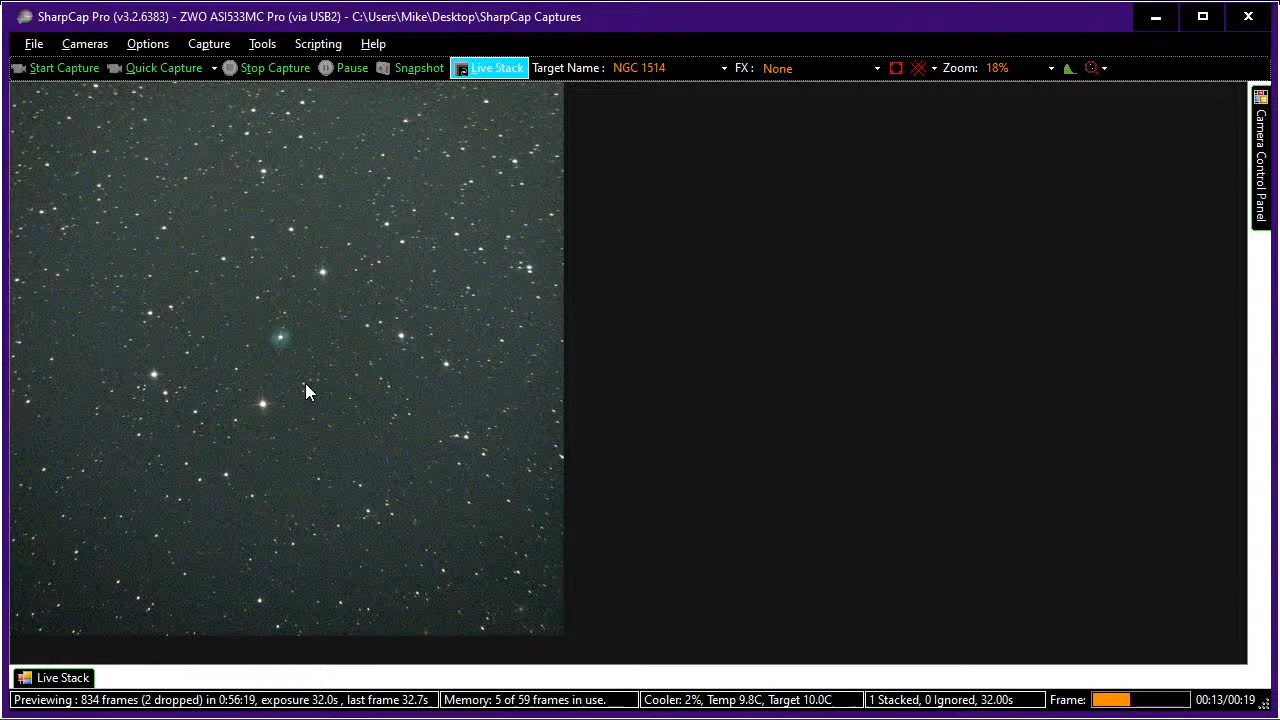 SharpCap Pro (v3.2.6383) - ZWO ASI533MC Pro (via USB2) - C:\Users\Mike\Desktop\SharpCap Captures
File Cameras Options Capture Tools Scripting Help
Start Capture Quick Capture Stop Capture Pause Snapshot Live Stack Target Name : NGC 1514 FX : None Zoom: 18%
Camera Control Panel
Live Stack
Previewing : 834 frames (2 dropped) in 0:56:19, exposure 32.0s , last frame 32.7s Memory: 5 of 59 frames in use. Cooler: 2%, Temp 9.8C, Target 10.0C 1 Stacked, 0 Ignored, 32.00s Frame: 00:13/00:19